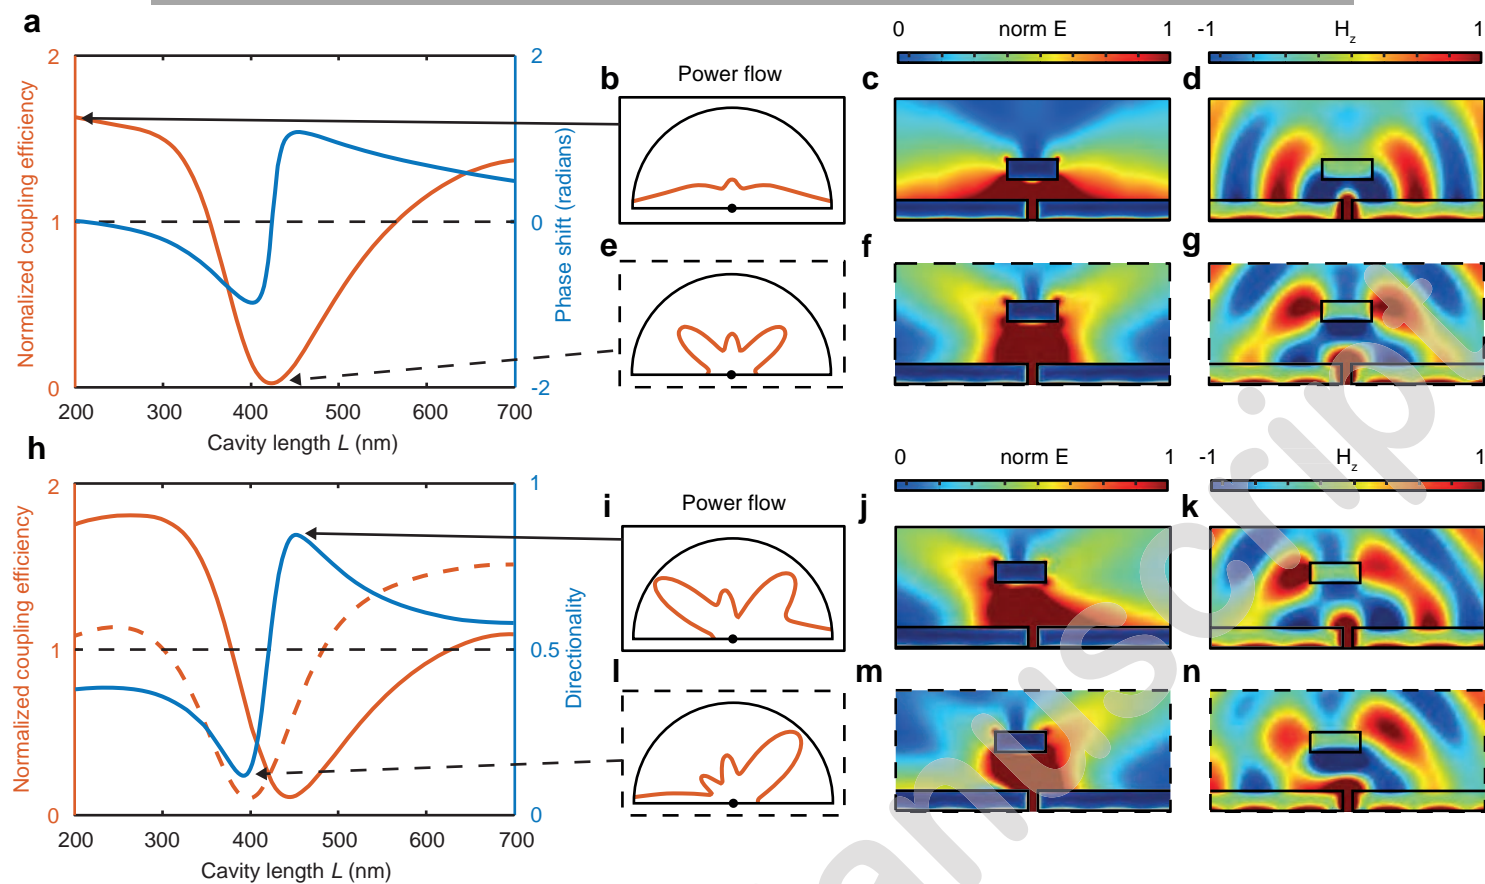 a
2
1
0
Normalized coupling efficiency
2
0
-2
Phase shift (radians)
200 300 400 500 600 700
Cavity length L (nm)
b
Power flow
c
0 norm E 1
d
-1 Hz 1
e
f
g
h
2
1
0
Normalized coupling efficiency
1
0.5
0
Directionality
200 300 400 500 600 700
Cavity length L (nm)
i
Power flow
j
0 norm E 1
k
-1 Hz 1
l
m
n
anuscript